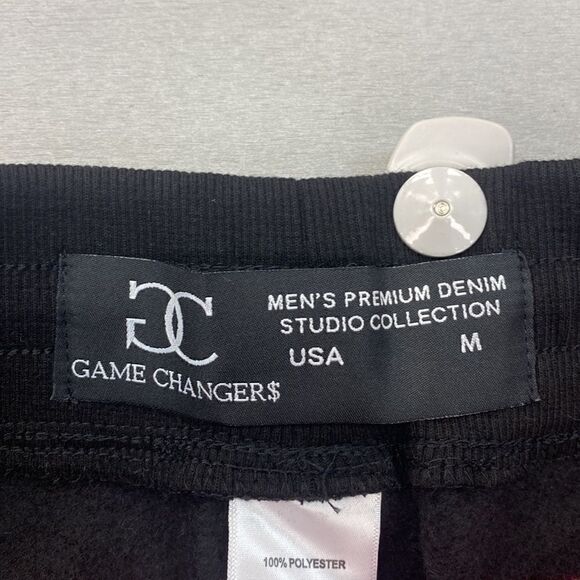 GC
GAME CHANGER$
MEN'S PREMIUM DENIM
STUDIO COLLECTION
USA M
100% POLYESTER